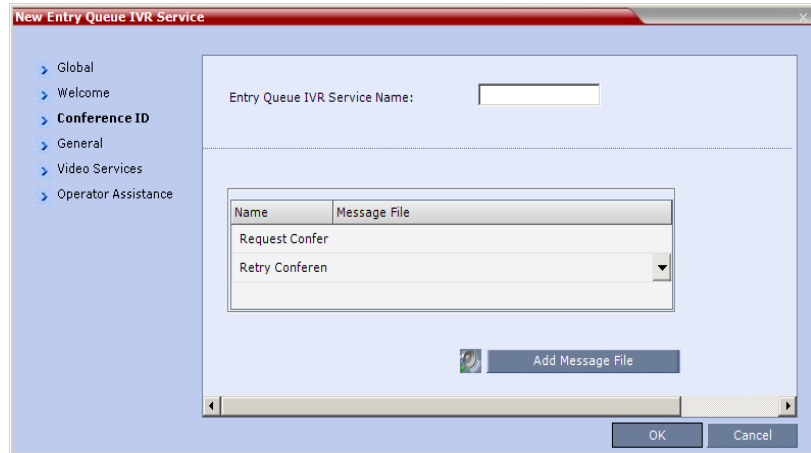 New Entry Queue IVR Service
Global
Welcome
Conference ID
General
Video Services
Operator Assistance
Entry Queue IVR Service Name:
Name Message File
Request Confer
Retry Conferen
Add Message File
OK Cancel